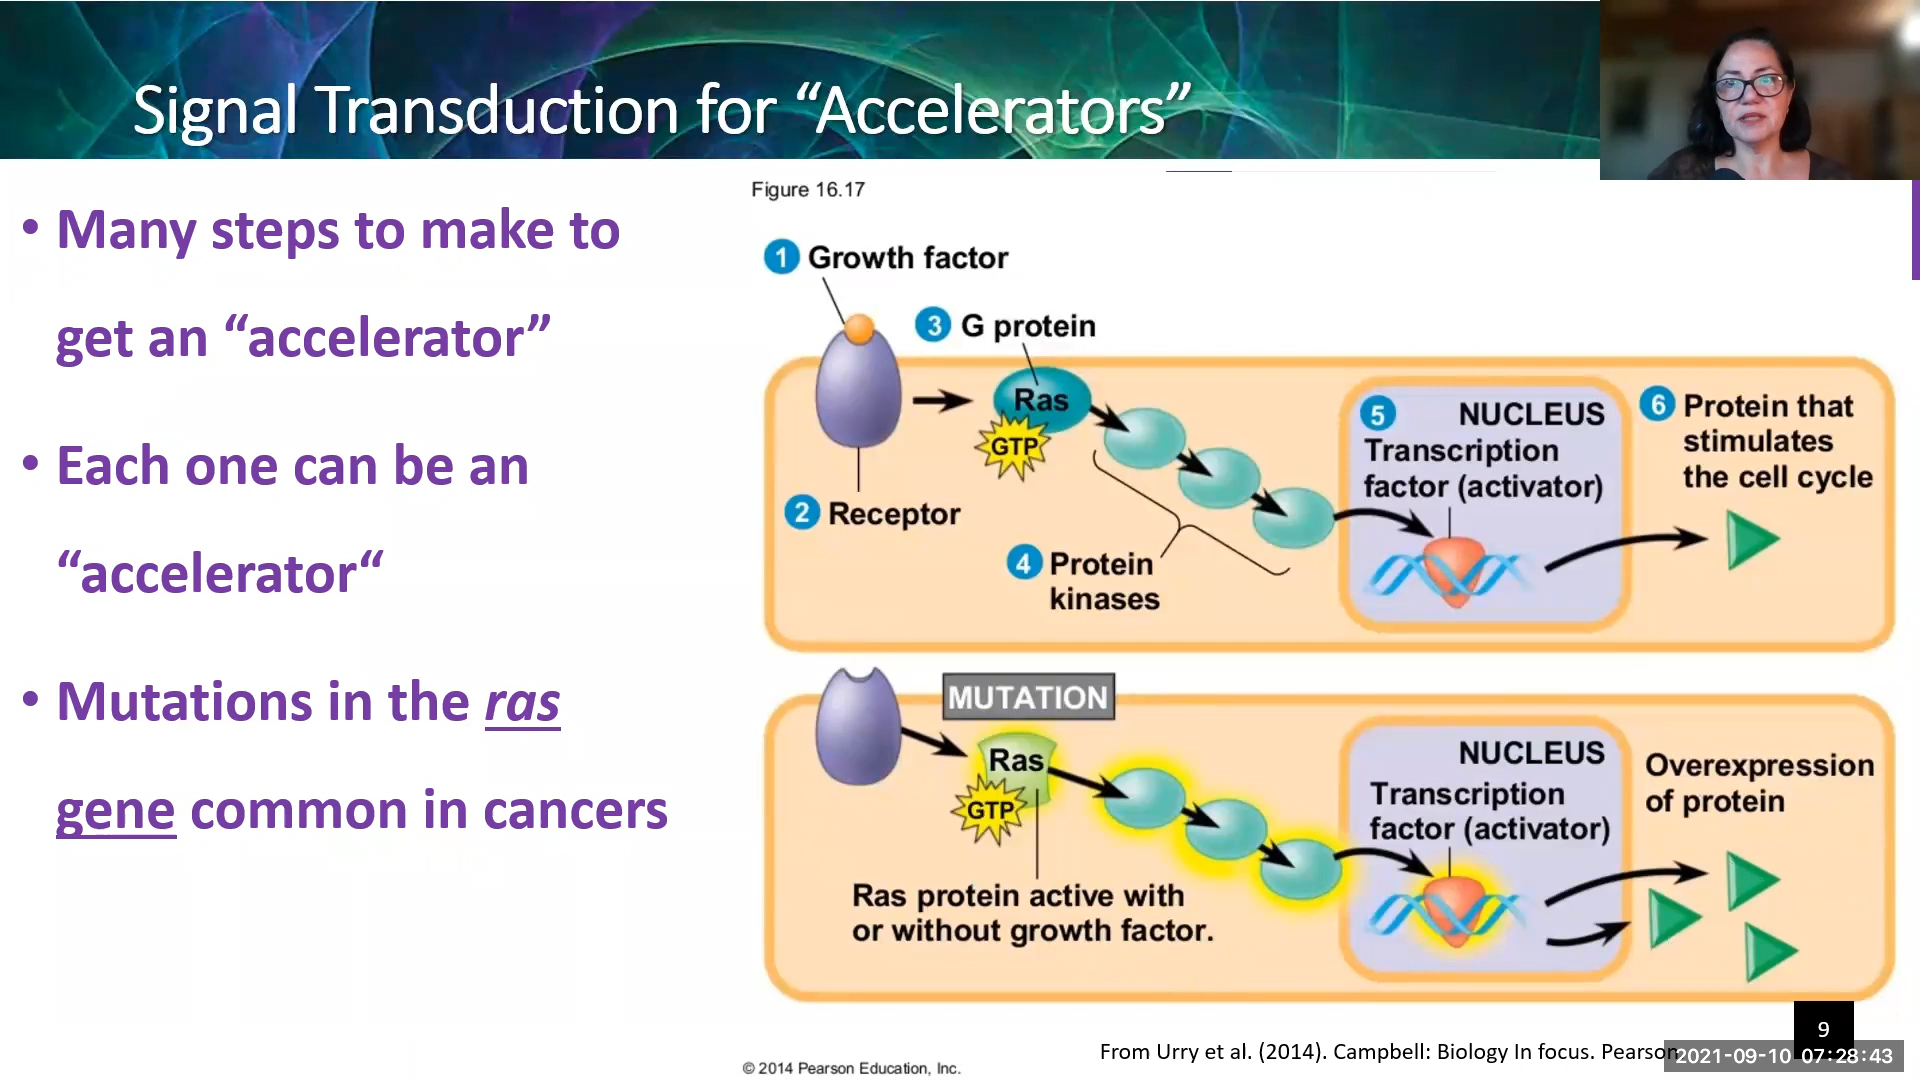 Signal Transduction for “Accelerators”
• Many steps to make to
get an “accelerator”
• Each one can be an
“accelerator“
• Mutations in the ras
gene common in cancers
Figure 16.17
1 Growth factor
3 G protein
Ras
GTP
2 Receptor
4 Protein
kinases
5 NUCLEUS
Transcription
factor (activator)
6 Protein that
stimulates
the cell cycle
MUTATION
Ras
GTP
Ras protein active with
or without growth factor.
NUCLEUS
Transcription
factor (activator)
Overexpression
of protein
9
From Urry et al. (2014). Campbell: Biology In focus. Pearson
2021-09-10 07:28:43
© 2014 Pearson Education, Inc.